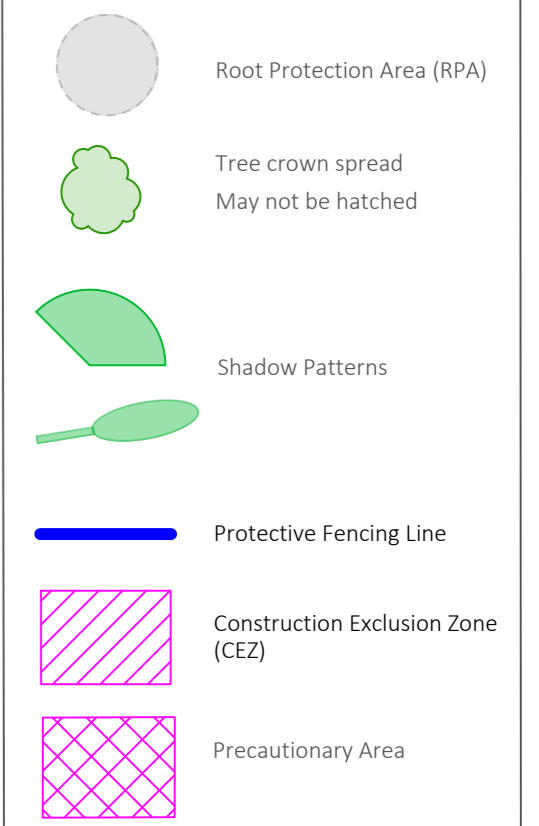 Root Protection Area (RPA)
Tree crown spread
May not be hatched
Shadow Patterns
Protective Fencing Line
Construction Exclusion Zone
(CEZ)
Precautionary Area